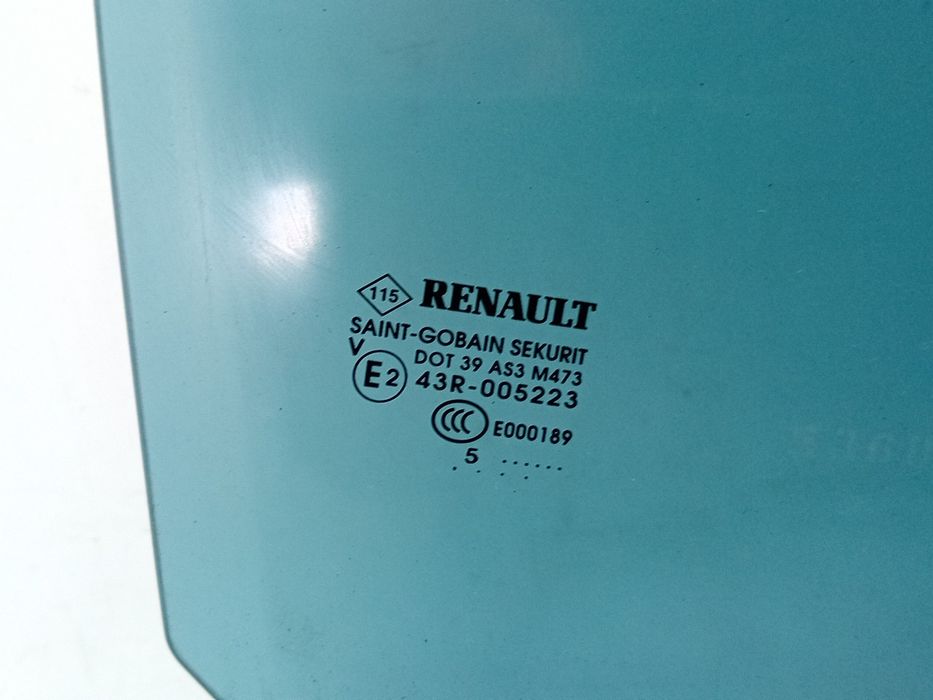 115 RENAULT
SAINT-GOBAIN SEKURIT
V DOT 39 AS3 M473
E2 43R-005223
CCC E000189
5 ......
. . . .